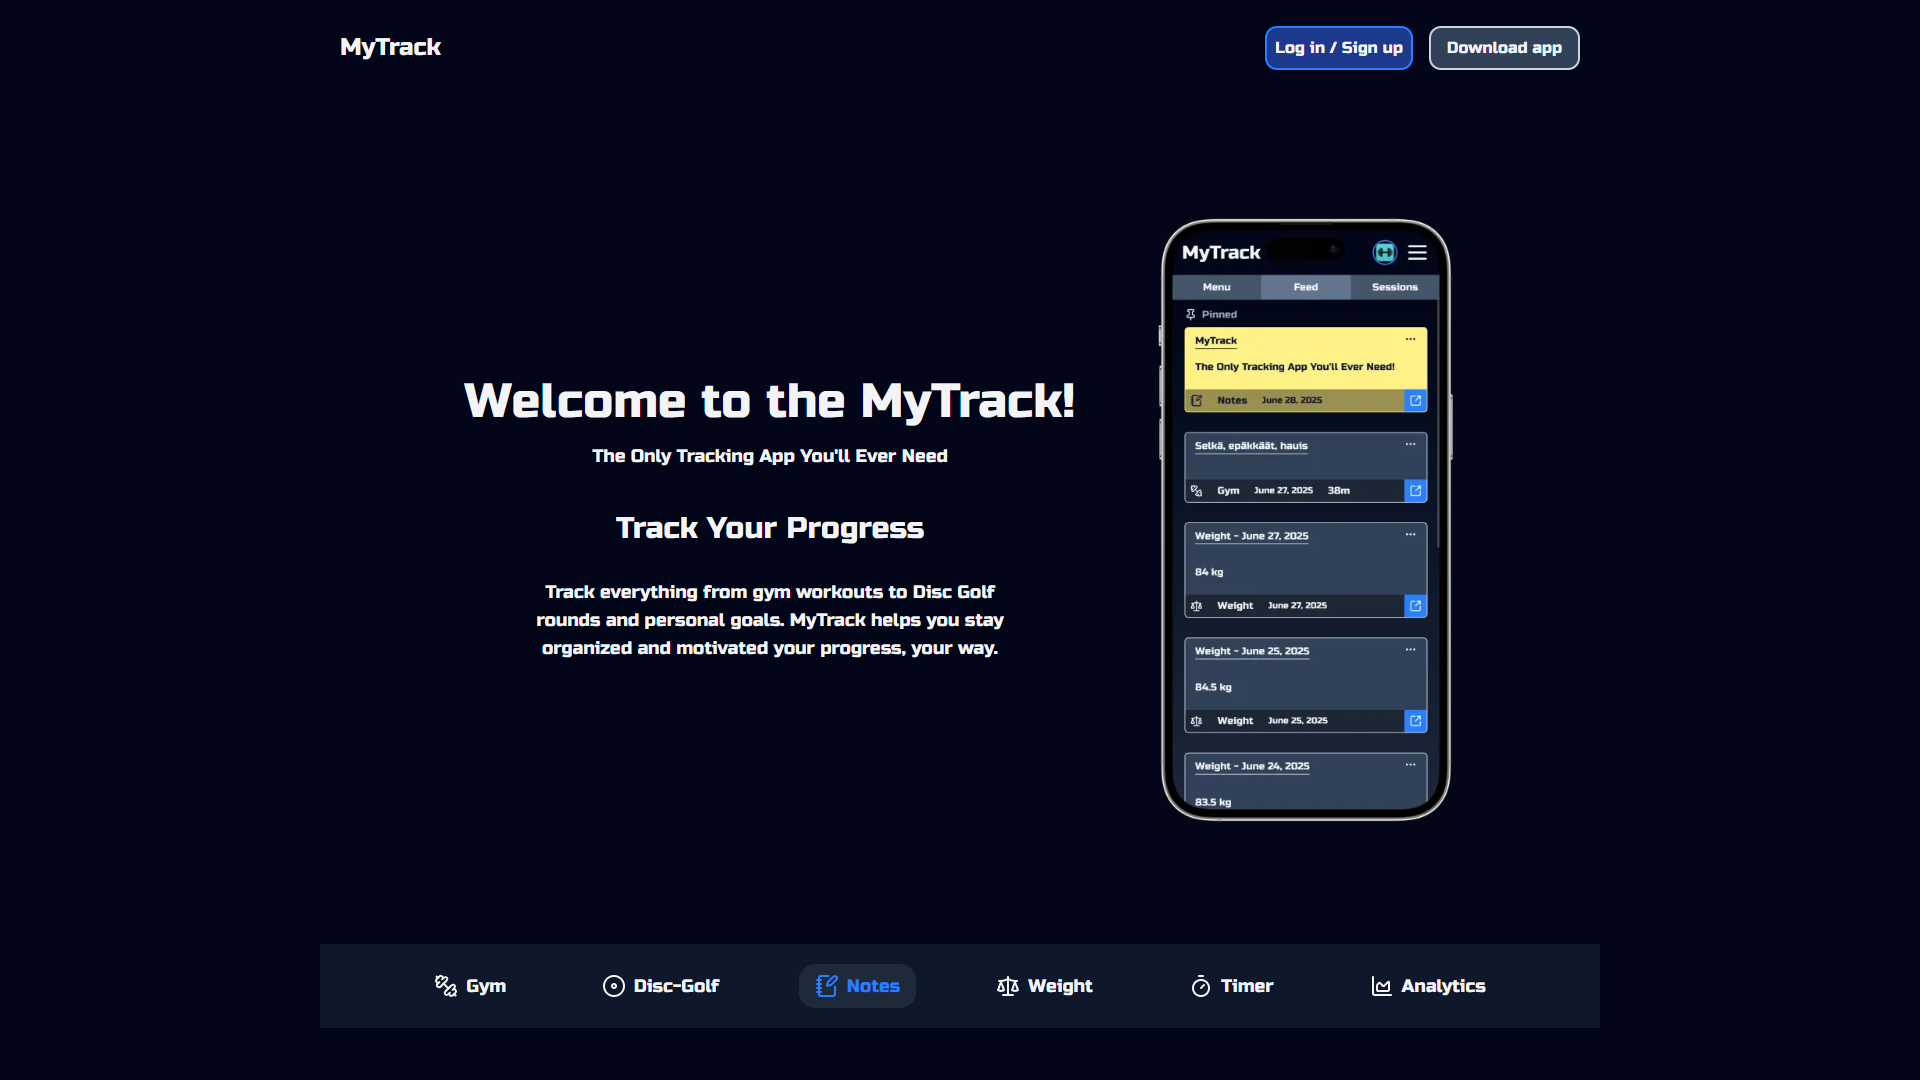 MyTrack
Log in / Sign up
Download app
Welcome to the MyTrack!
The Only Tracking App You'll Ever Need
Track Your Progress
Track everything from gym workouts to Disc Golf
rounds and personal goals. MyTrack helps you stay
organized and motivated your progress, your way.
MyTrack
Menu Feed Sessions
Pinned
MyTrack
The Only Tracking App You'll Ever Need!
Notes June 28, 2025
Selkä, epäkkäät, hauis
Gym June 27, 2025 38m
Weight - June 27, 2025
84 kg
Weight June 27, 2025
Weight - June 25, 2025
84.5 kg
Weight June 25, 2025
Weight - June 24, 2025
83.5 kg
Gym Disc-Golf Notes Weight Timer Analytics